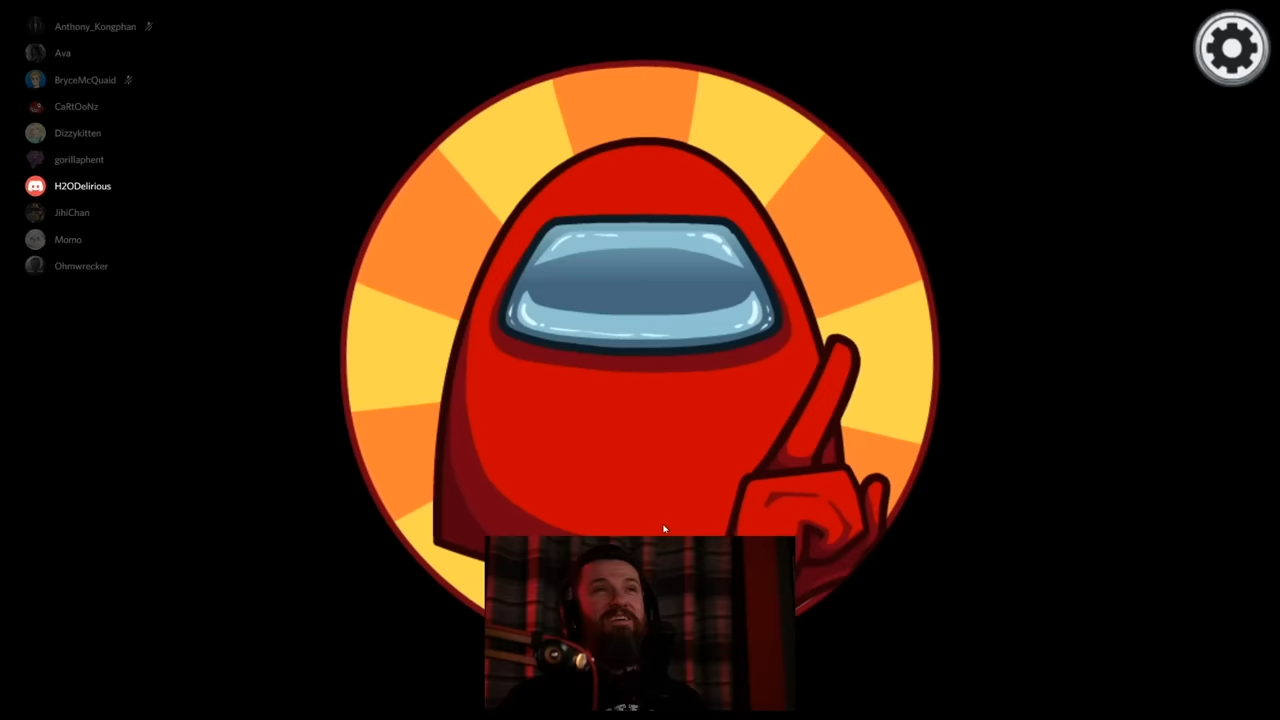 Anthony_Kongphan
Ava
BryceMcQuaid
CaRtOoNz
Dizzykitten
gorillaphent
H2ODelirious
JihiChan
Momo
Ohmwrecker